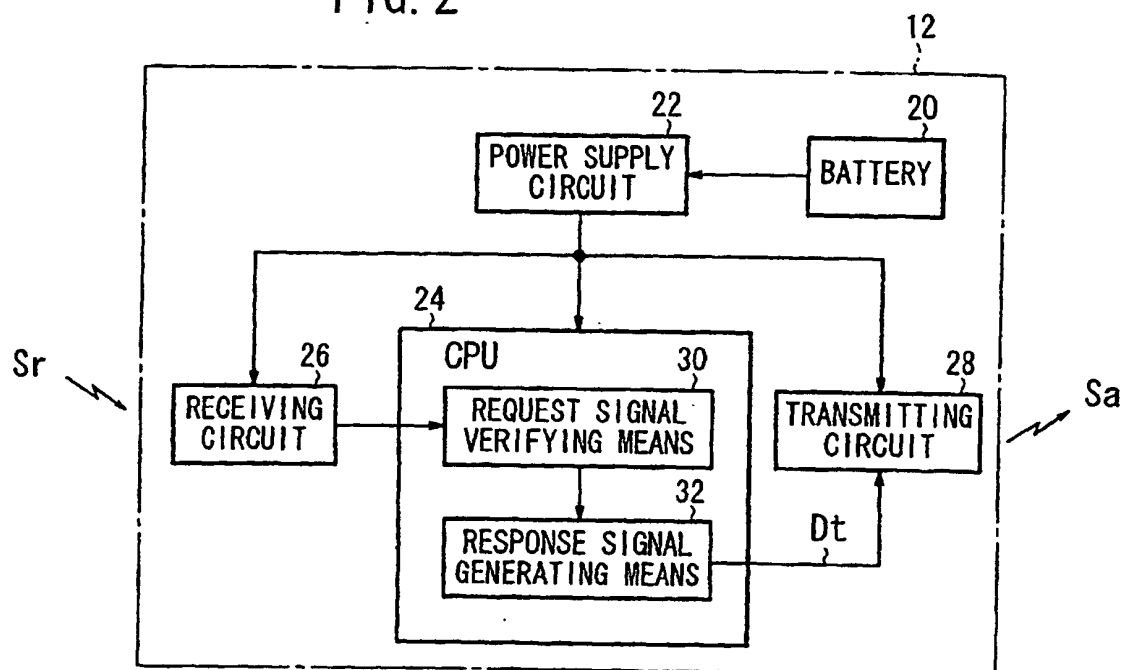 FIG. 2
12
22
20
POWER SUPPLY
CIRCUIT
BATTERY
24
CPU
Sr
26
30
28
Sa
RECEIVING
CIRCUIT
REQUEST SIGNAL
VERIFYING MEANS
TRANSMITTING
CIRCUIT
32
RESPONSE SIGNAL
GENERATING MEANS
Dt